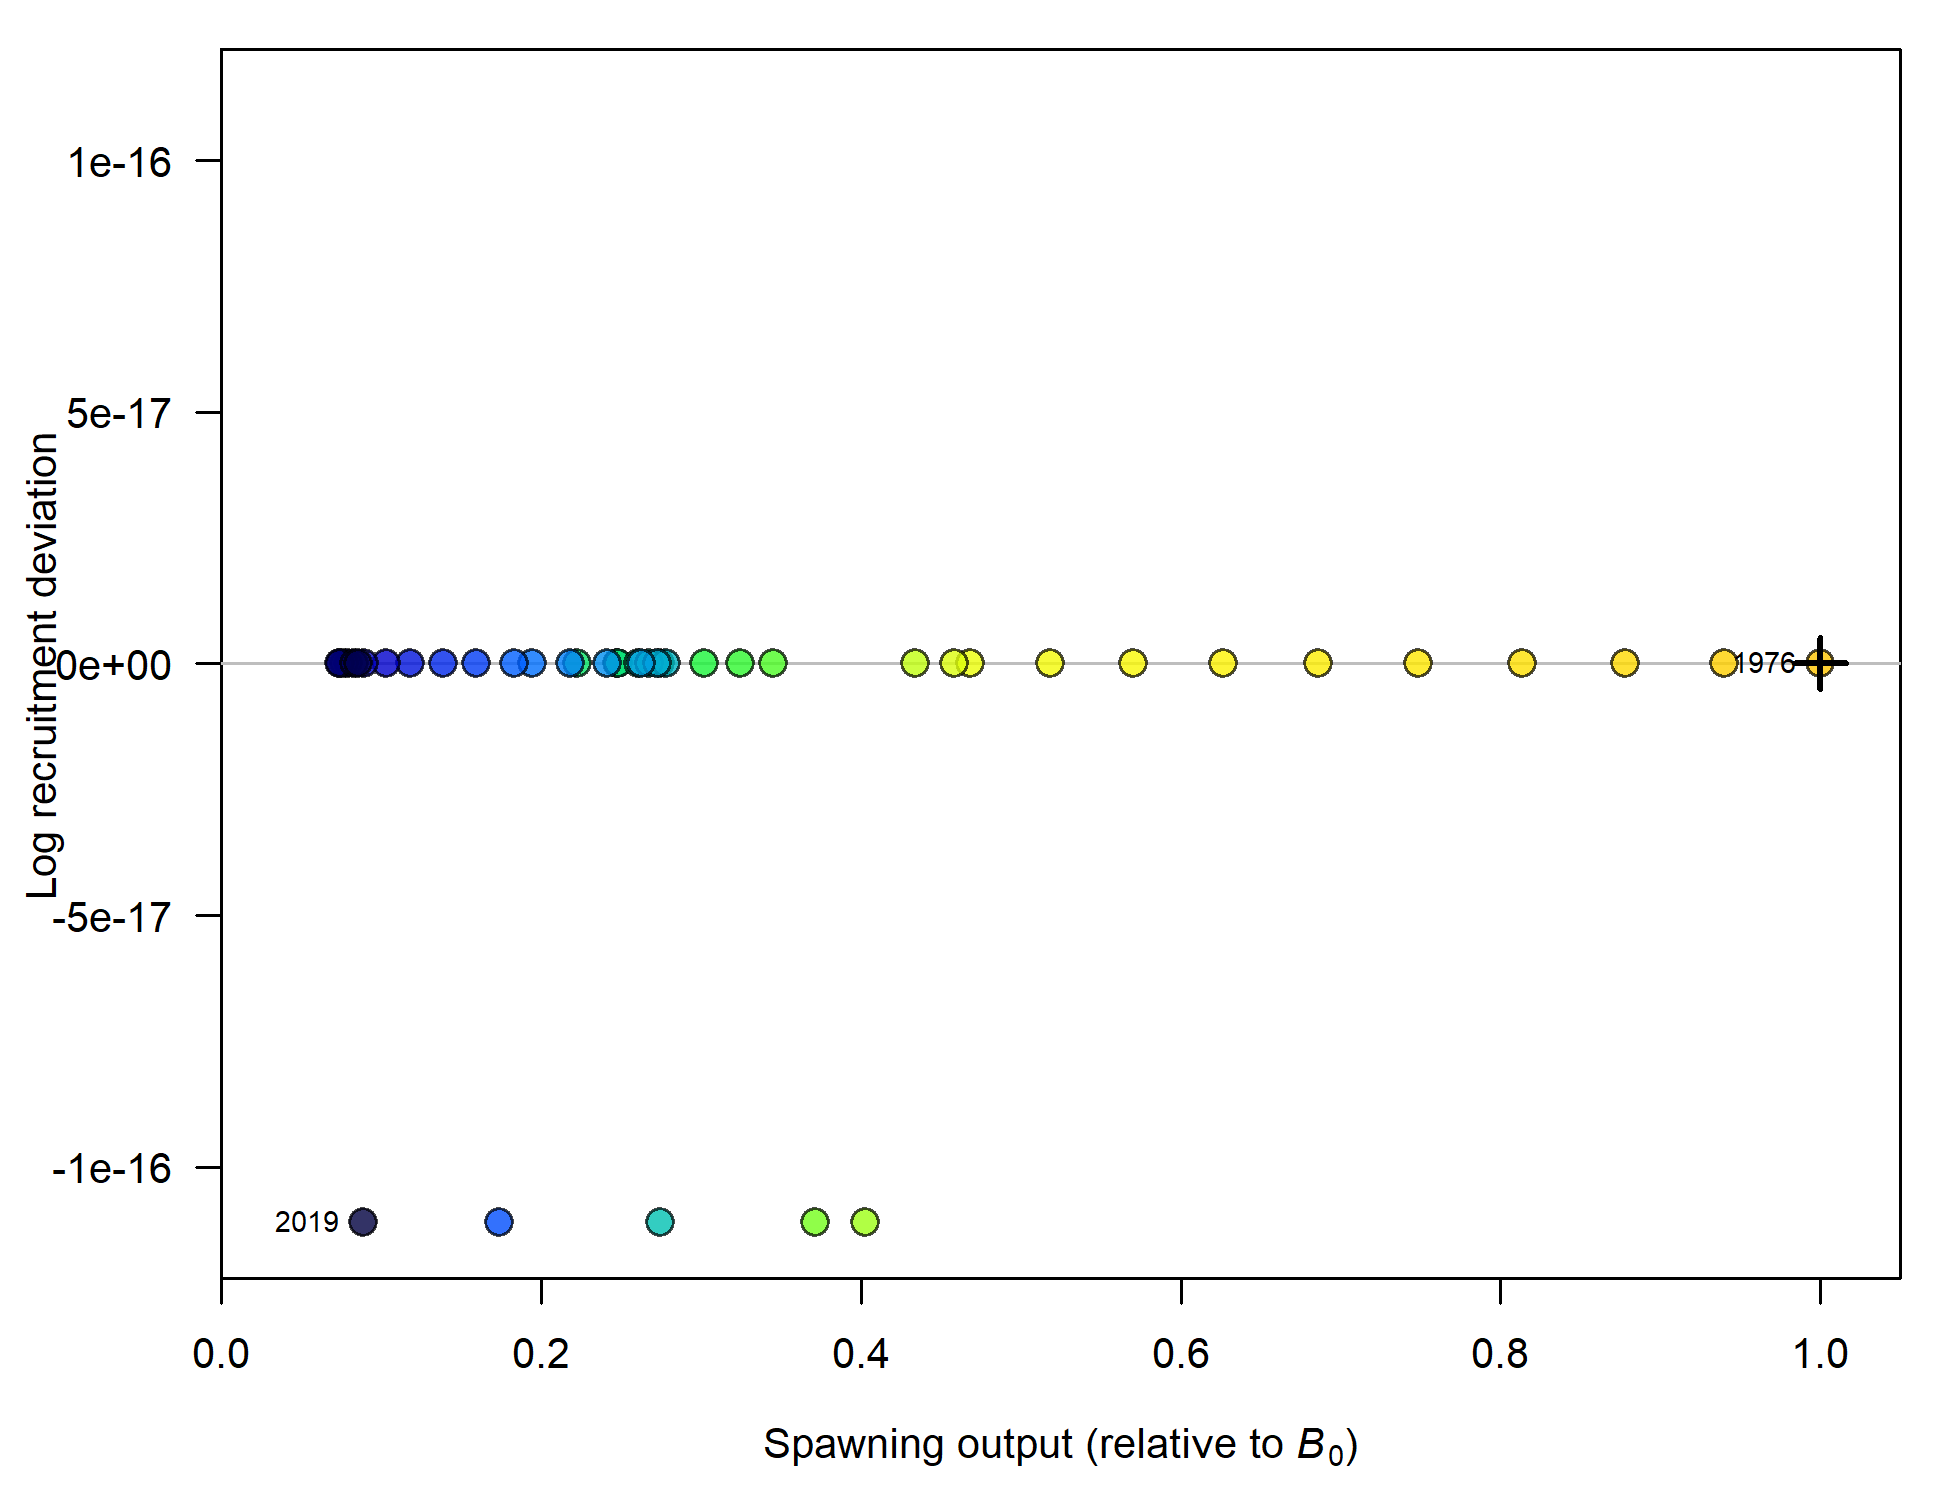 1e-16
5e-17
0e+00
-5e-17
-1e-16
Log recruitment deviation
1976
2019
0.0 0.2 0.4 0.6 0.8 1.0
Spawning output (relative to B0)